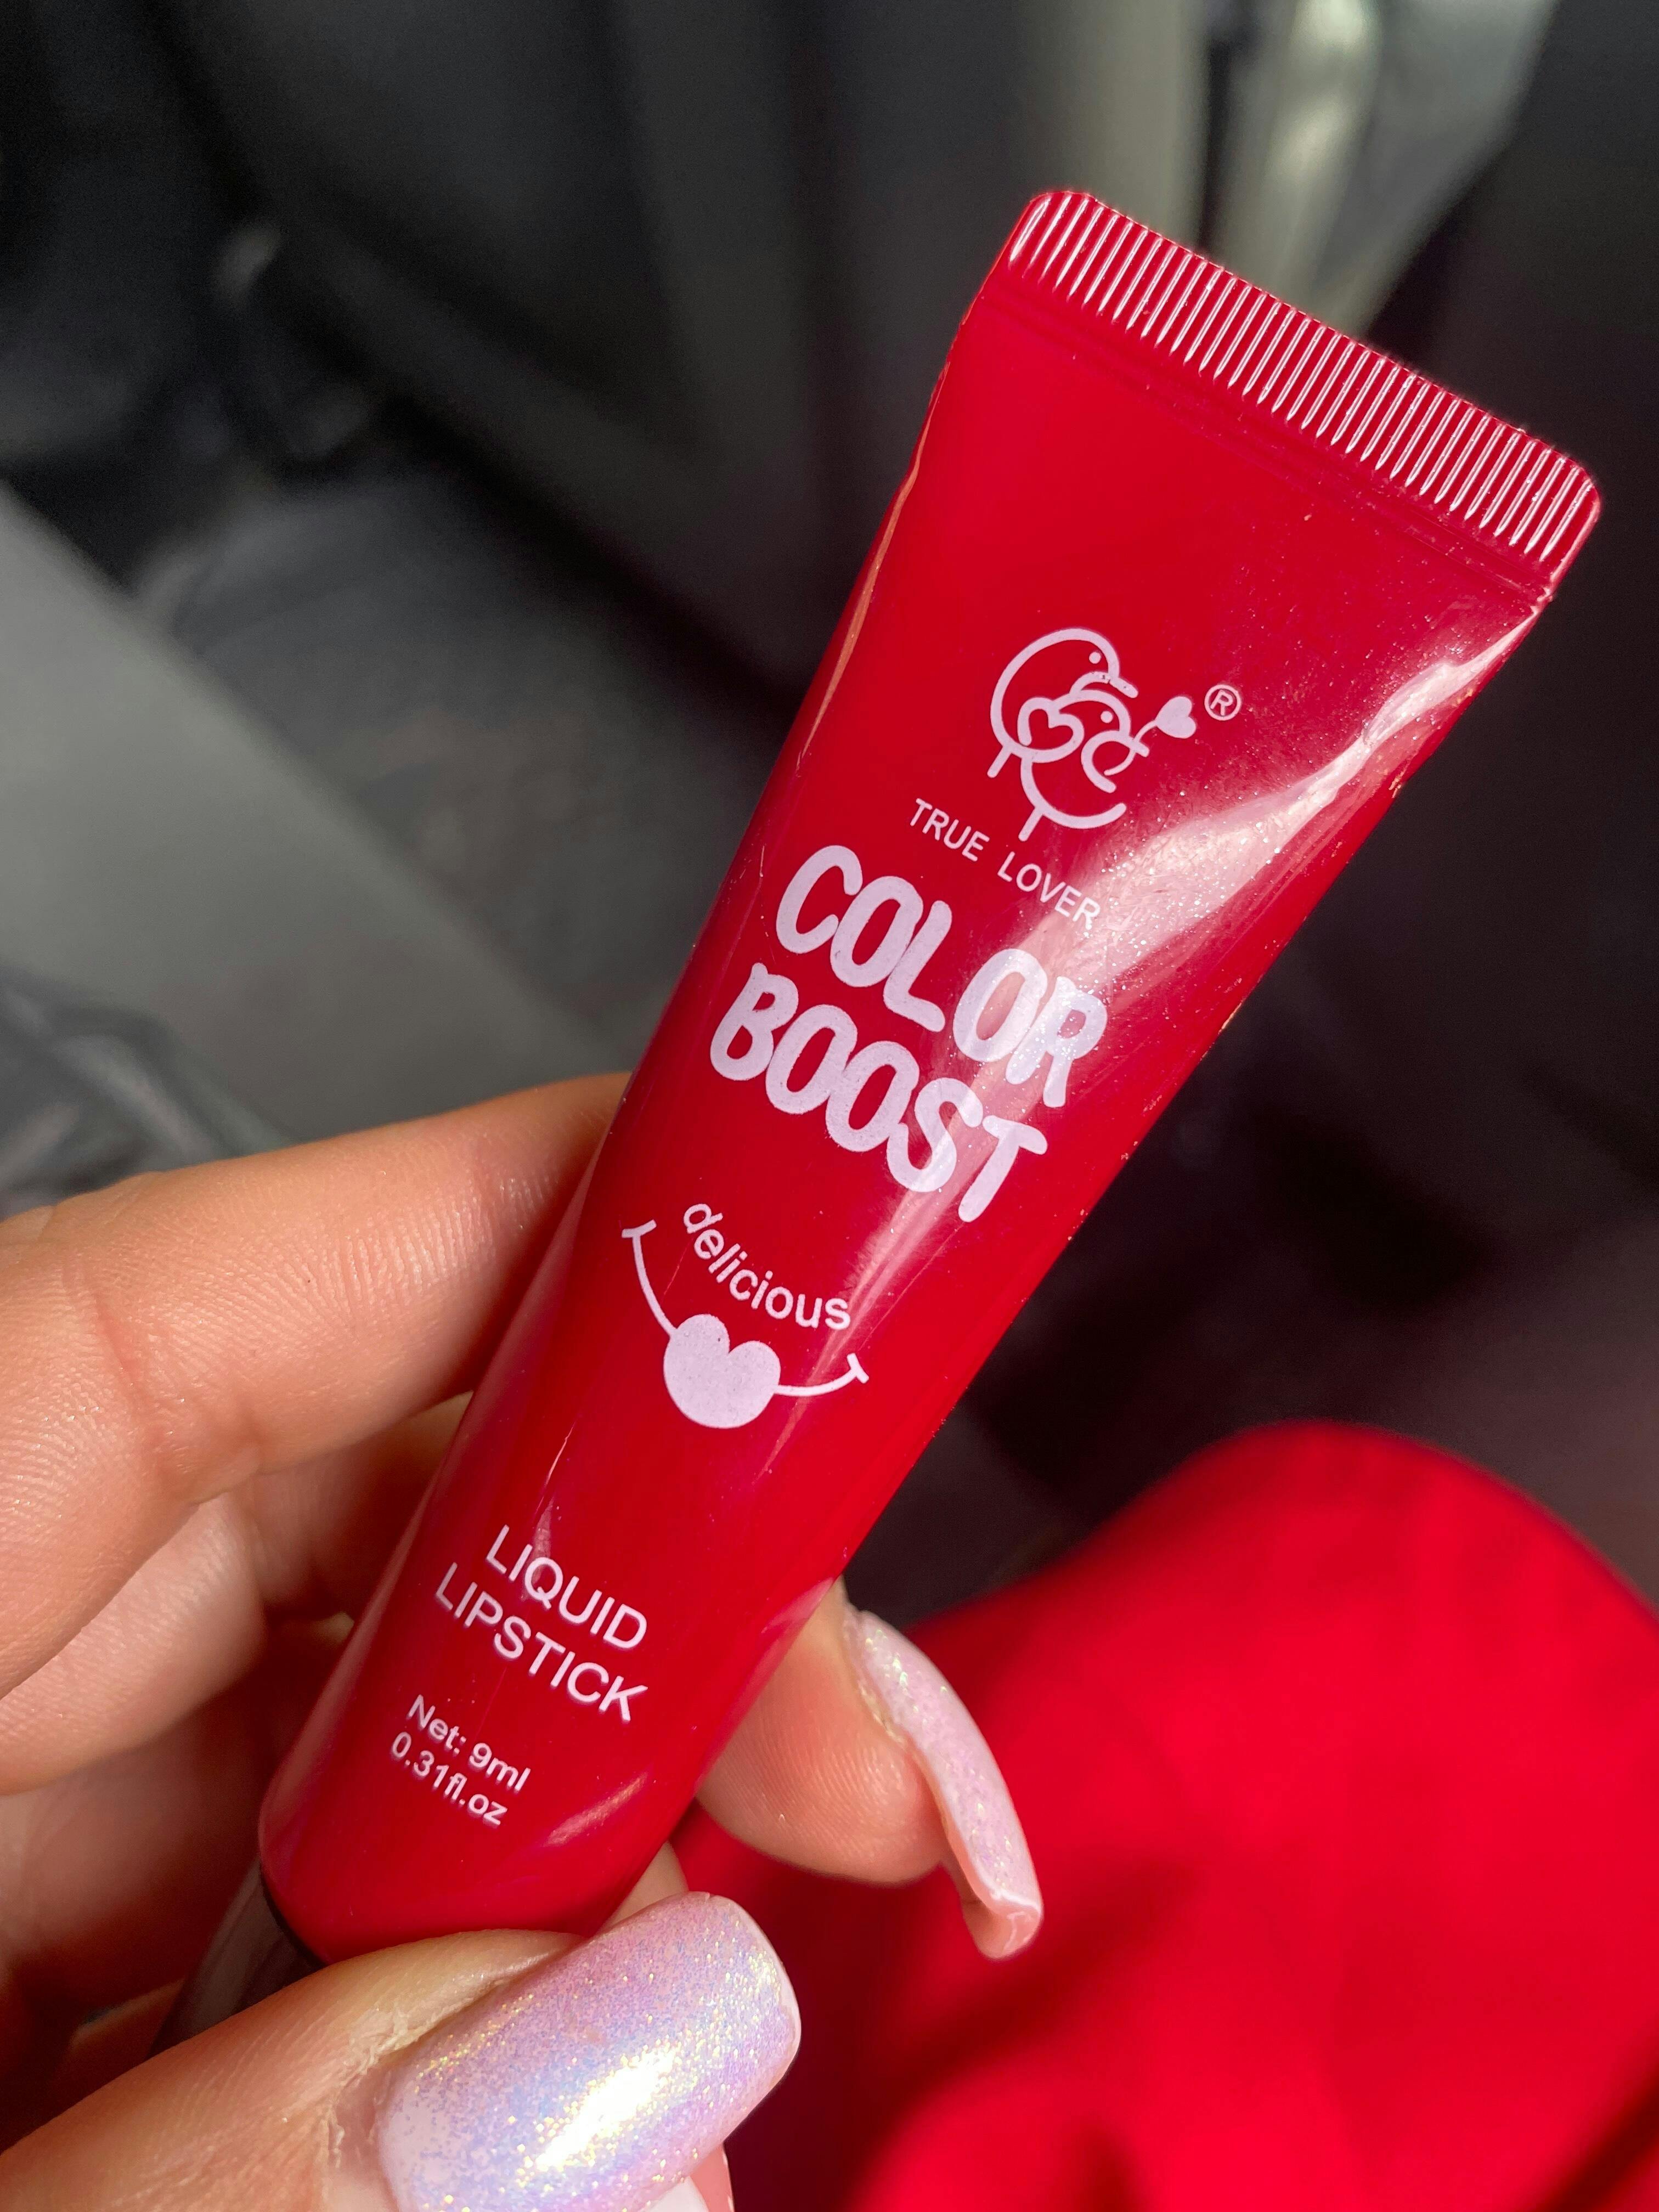 ®
TRUE LOVER
COLOR
BOOST
delicious
LIQUID
LIPSTICK
Net: 9ml
0.31fl.oz